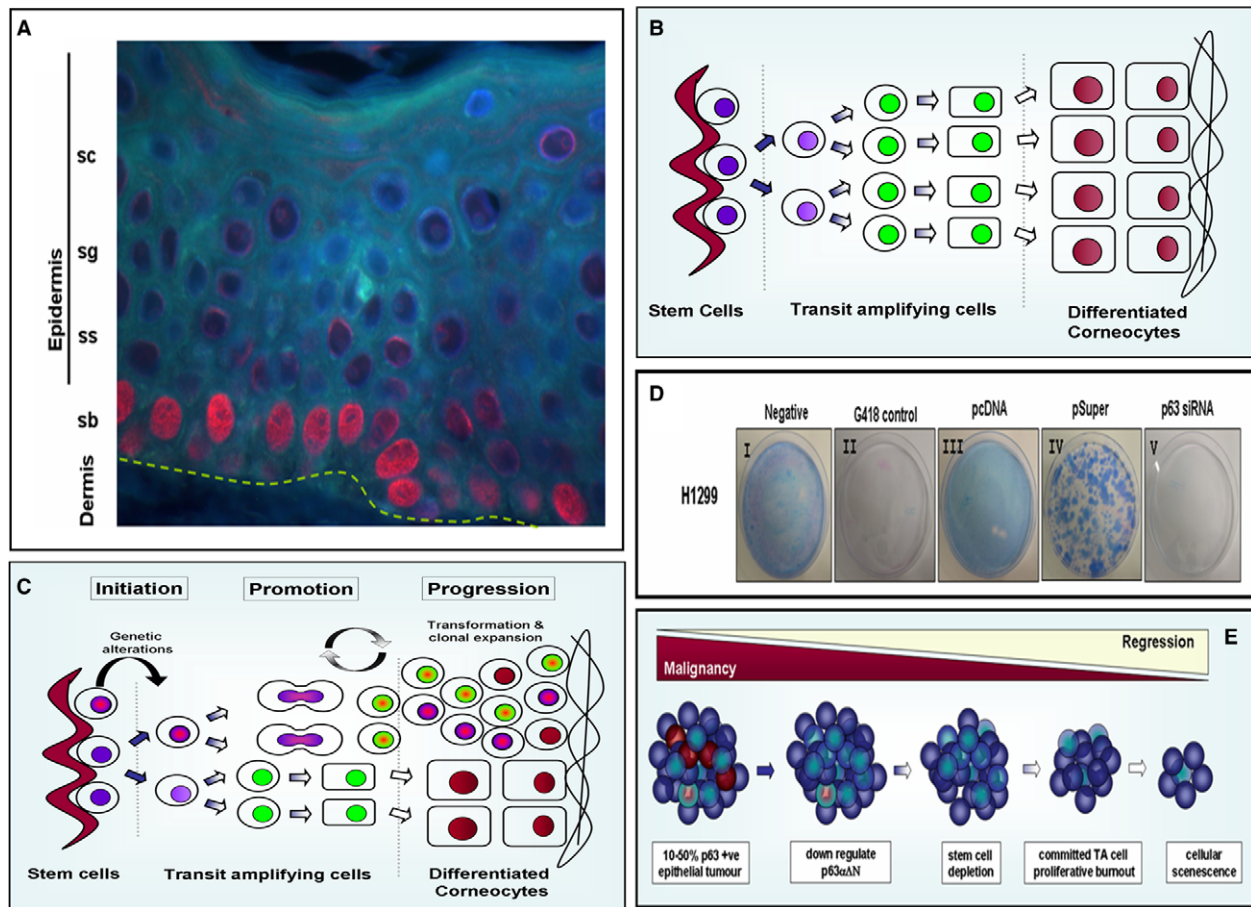 A
Epidermis
sc
sg
ss
sb
Dermis
B
Stem Cells
Transit amplifying cells
Differentiated
Corneocytes
D
Negative
G418 control
pcDNA
pSuper
p63 siRNA
I
II
III
IV
V
H1299
C
Initiation
Promotion
Progression
Genetic
alterations
Transformation &
clonal expansion
Stem cells
Transit amplifying cells
Differentiated
Corneocytes
E
Regression
Malignancy
10-50% p63 +ve
epithelial tumour
down regulate
p63αΔN
stem cell
depletion
committed TA cell
proliferative burnout
cellular
scenescence